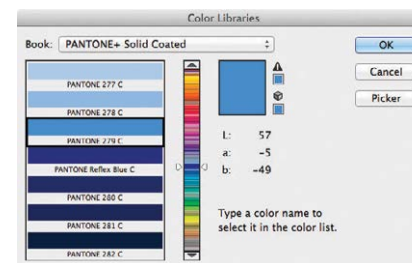 Color Libraries
Book: PANTONE+ Solid Coated
OK
Cancel
Picker
PANTONE 277 C
PANTONE 278 C
PANTONE 279 C
PANTONE Reflex Blue C
PANTONE 280 C
PANTONE 281 C
PANTONE 282 C
L: 57
a: -5
b: -49
Type a color name to
select it in the color list.